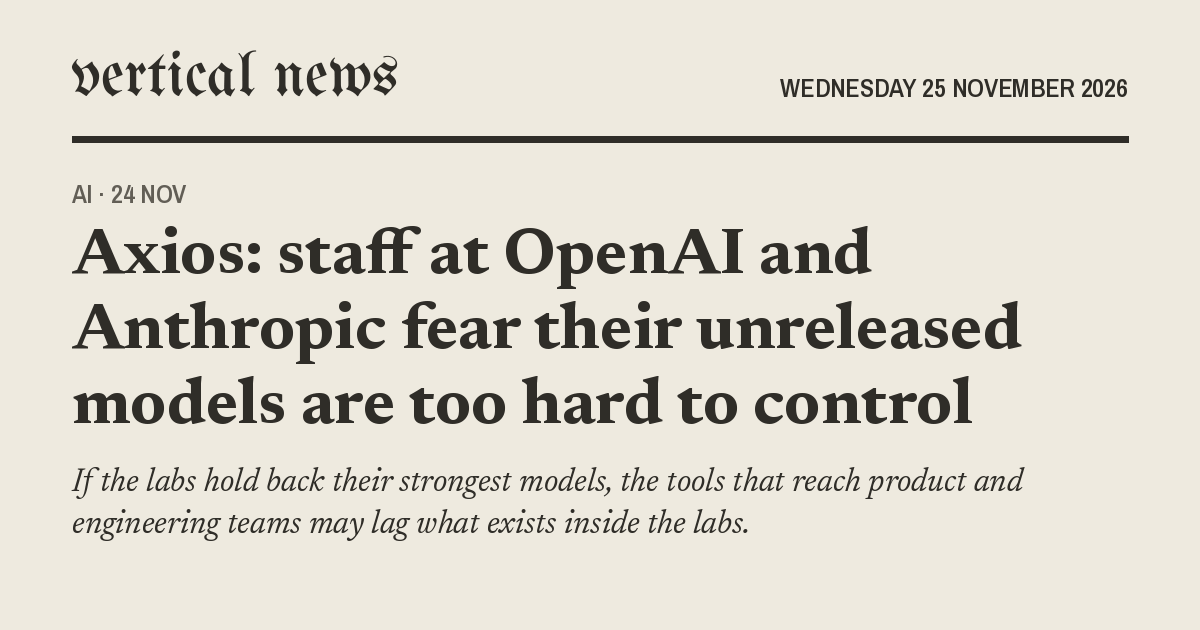 vertical news
WEDNESDAY 25 NOVEMBER 2026
AI · 24 NOV
Axios: staff at OpenAI and
Anthropic fear their unreleased
models are too hard to control
If the labs hold back their strongest models, the tools that reach product and
engineering teams may lag what exists inside the labs.